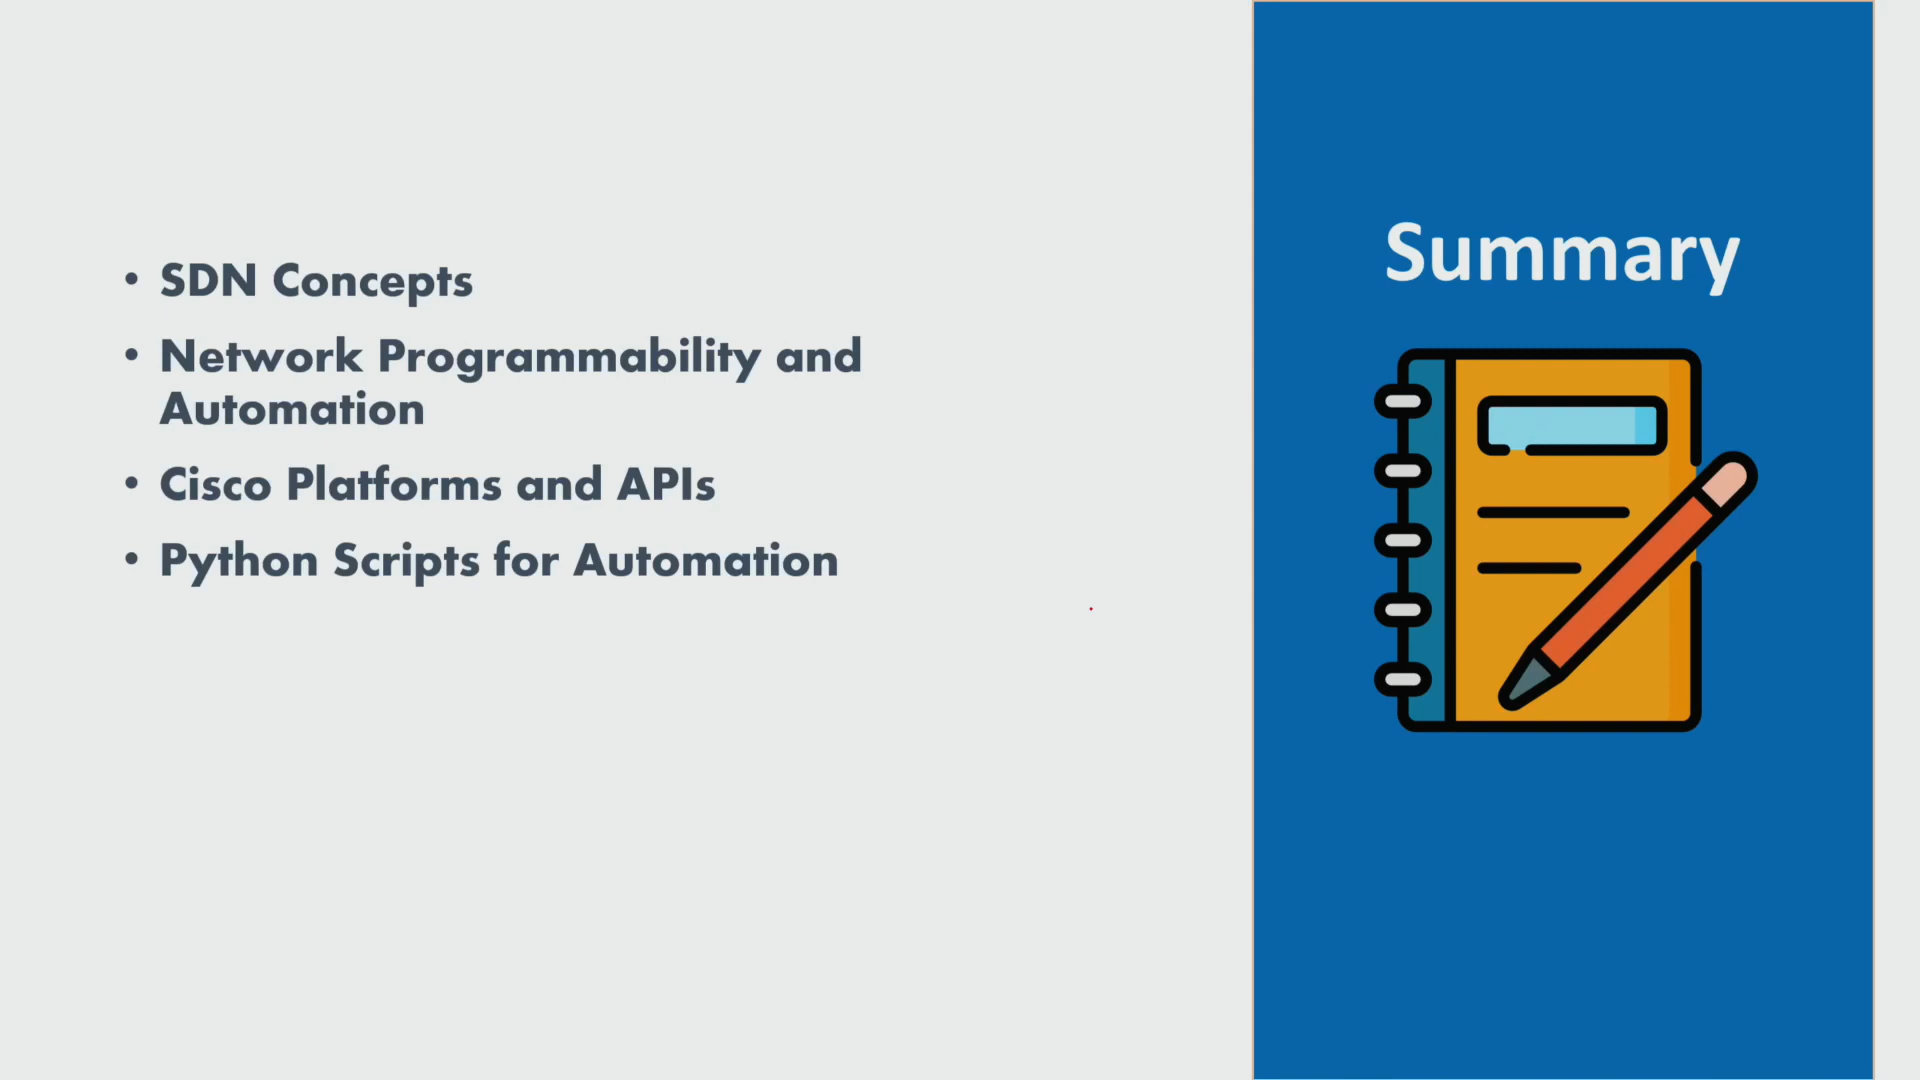 • SDN Concepts
• Network Programmability and
Automation
• Cisco Platforms and APIs
• Python Scripts for Automation
Summary